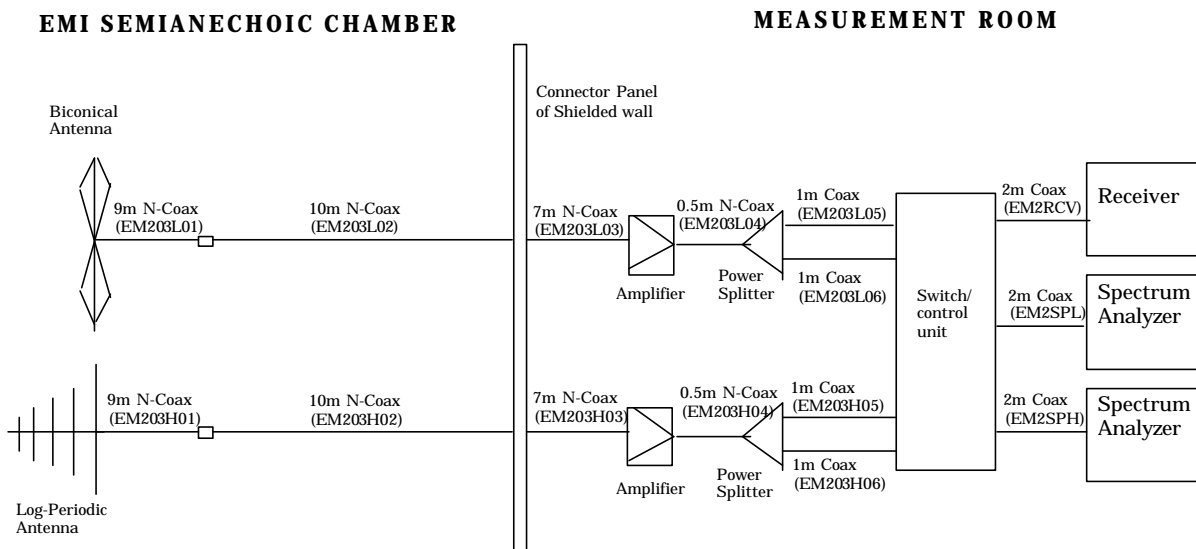 EMI SEMIANECHOIC CHAMBER
MEASUREMENT ROOM
Connector Panel
of Shielded wall
Biconical
Antenna
9m N-Coax
(EM203L01)
10m N-Coax
(EM203L02)
7m N-Coax
(EM203L03)
0.5m N-Coax
(EM203L04)
1m Coax
(EM203L05)
2m Coax
(EM2RCV)
Receiver
Amplifier
Power
Splitter
1m Coax
(EM203L06)
Switch/
control
unit
2m Coax
(EM2SPL)
Spectrum
Analyzer
9m N-Coax
(EM203H01)
10m N-Coax
(EM203H02)
7m N-Coax
(EM203H03)
0.5m N-Coax
(EM203H04)
1m Coax
(EM203H05)
2m Coax
(EM2SPH)
Spectrum
Analyzer
Log-Periodic
Antenna
Amplifier
Power
Splitter
1m Coax
(EM203H06)